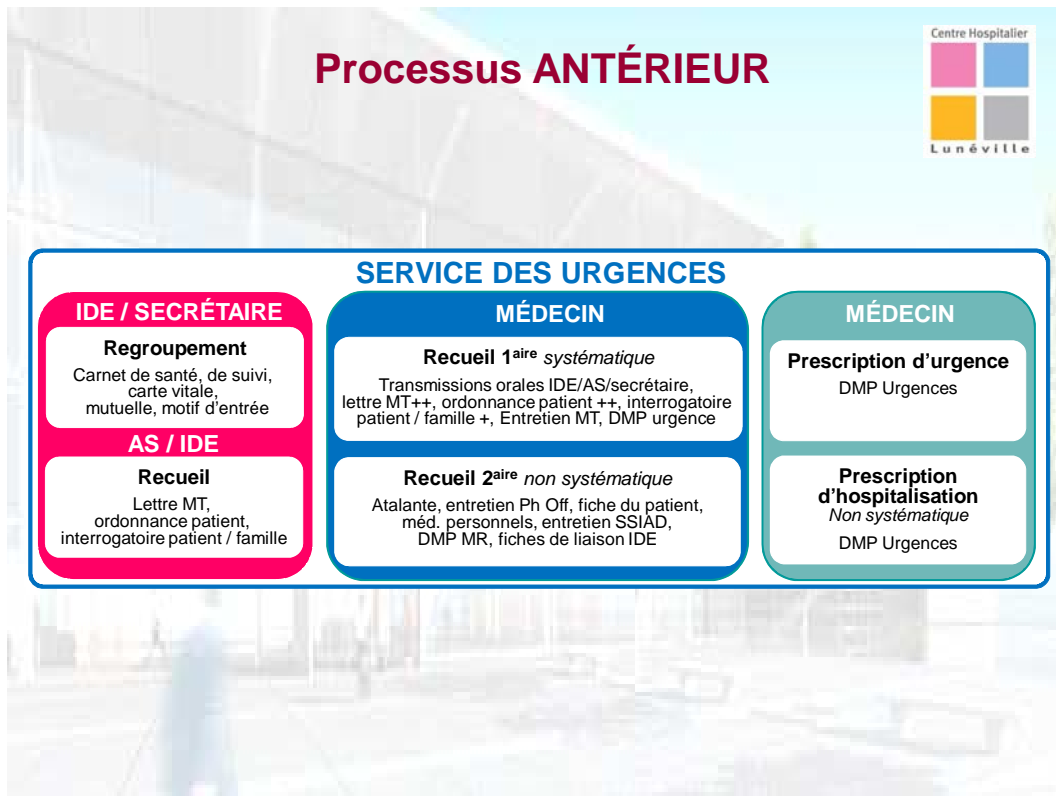 Processus ANTÉRIEUR
Centre Hospitalier
Lunéville
SERVICE DES URGENCES
IDE / SECRÉTAIRE
Regroupement
Carnet de santé, de suivi,
carte vitale,
mutuelle, motif d'entrée
AS / IDE
Recueil
Lettre MT,
ordonnance patient,
interrogatoire patient / famille
MÉDECIN
Recueil 1aire systématique
Transmissions orales IDE/AS/secrétaire,
lettre MT++, ordonnance patient ++, interrogatoire
patient / famille +, Entretien MT, DMP urgence
Recueil 2aire non systématique
Atalante, entretien Ph Off, fiche du patient,
méd. personnels, entretien SSIAD,
DMP MR, fiches de liaison IDE
MÉDECIN
Prescription d'urgence
DMP Urgences
Prescription
d'hospitalisation
Non systématique
DMP Urgences